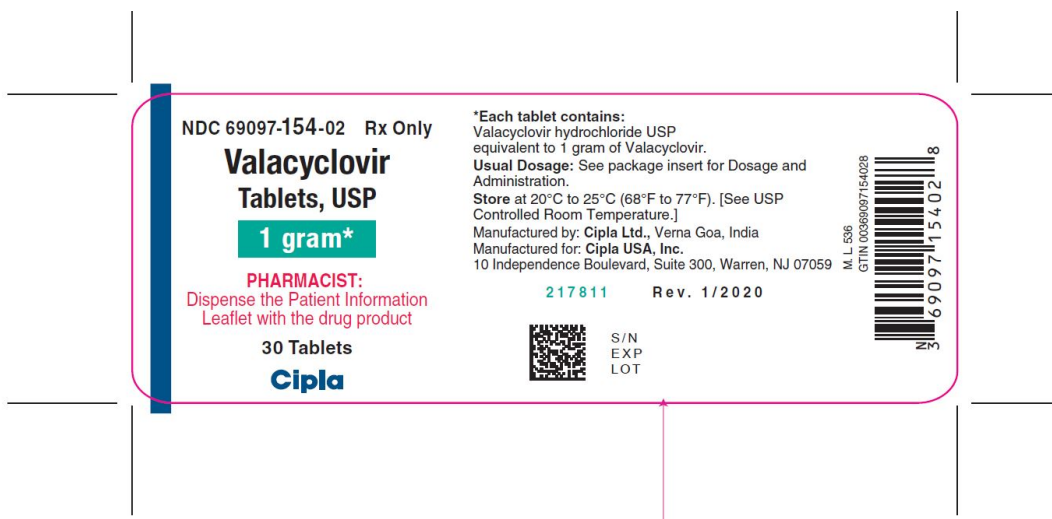 NDC 69097-154-02 Rx Only
Valacyclovir
Tablets, USP
1 gram*
PHARMACIST:
Dispense the Patient Information
Leaflet with the drug product
30 Tablets
Cipla
*Each tablet contains:
Valacyclovir hydrochloride USP
equivalent to 1 gram of Valacyclovir.
Usual Dosage: See package insert for Dosage and
Administration.
Store at 20°C to 25°C (68°F to 77°F). [See USP
Controlled Room Temperature.]
Manufactured by: Cipla Ltd., Verna Goa, India
Manufactured for: Cipla USA, Inc.
10 Independence Boulevard, Suite 300, Warren, NJ 07059
217811 Rev. 1/2020
S/N
EXP
LOT
M. L 536
GTIN 00369097154028
N
3 69097 15402 8